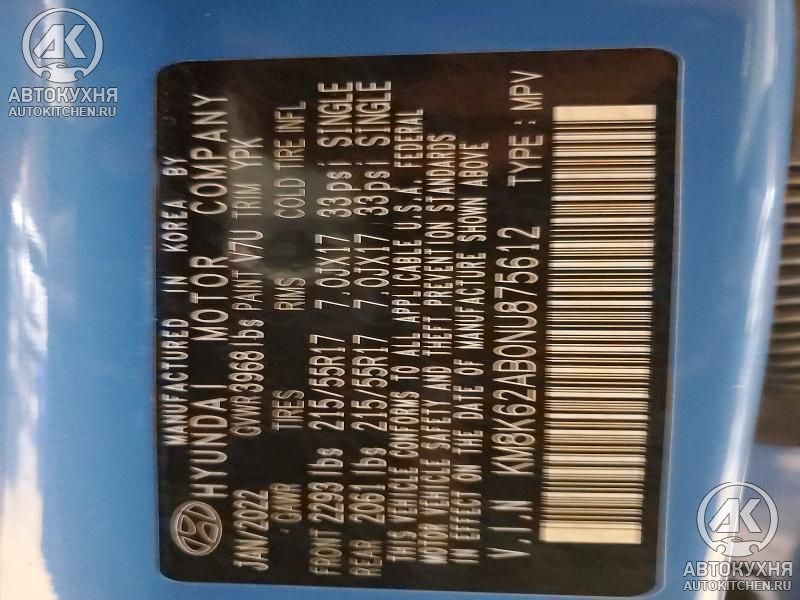 MANUFACTURED IN KOREA BY
HYUNDAI MOTOR COMPANY
JAN/2022 GVWR 3968 lbs PAINT V7U TRIM YPK
GAWR TIRES RMS COLD TIRE INFL
FRONT 2293 lbs 215/55R17 7.0JX17 33psi SINGLE
REAR 2061 lbs 215/55R17 7.0JX17 33psi SINGLE
THIS VEHICLE CONFORMS TO ALL APPLICABLE U.S.A. FEDERAL
MOTOR VEHICLE SAFETY AND THEFT PREVENTION STANDARDS
IN EFFECT ON THE DATE OF MANUFACTURE SHOWN ABOVE
V.I.N KM8K62AB0NU875612 TYPE : MPV
АК
АВТОКУХНЯ
AUTOKITCHEN.RU
АК
АВТОКУХНЯ
AUTOKITCHEN.RU